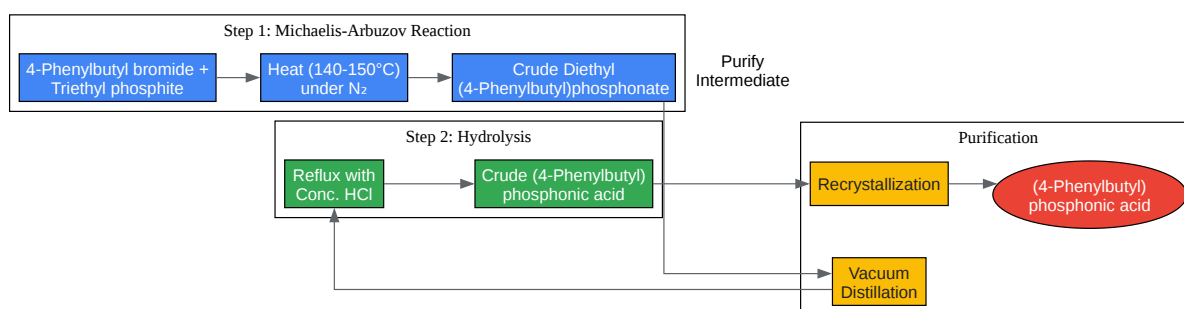 Step 1: Michaelis-Arbuzov Reaction
4-Phenylbutyl bromide +
Triethyl phosphite
Heat (140-150°C)
under N₂
Crude Diethyl
(4-Phenylbutyl)phosphonate
Purify
Intermediate
Step 2: Hydrolysis
Reflux with
Conc. HCl
Crude (4-Phenylbutyl)
phosphonic acid
Purification
Recrystallization
(4-Phenylbutyl)
phosphonic acid
Vacuum
Distillation